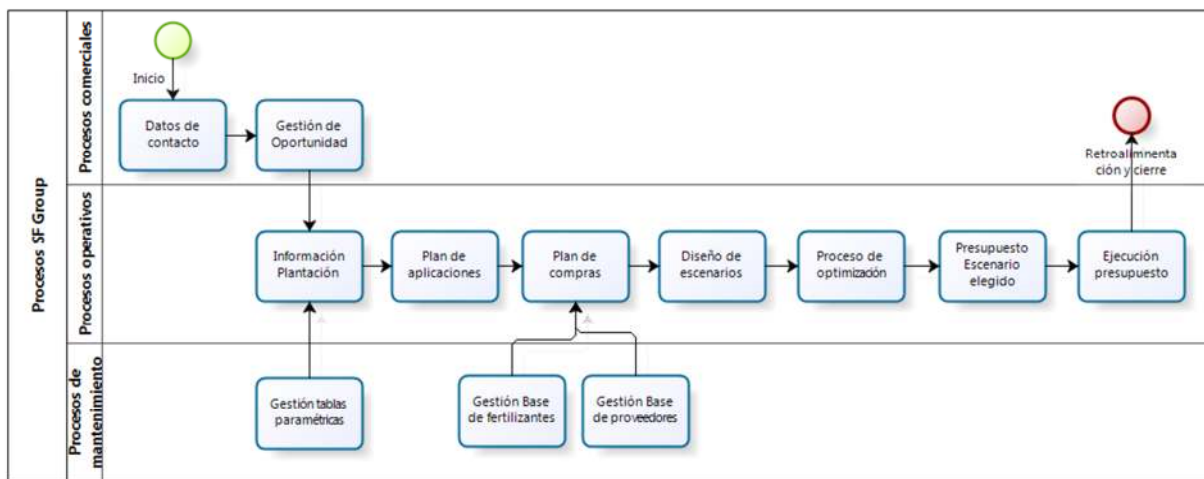 Procesos SF Group
Procesos comerciales
Inicio
Datos de
contacto
Gestión de
Oportunidad
Retroalimnenta
ción y cierre
Procesos operativos
Información
Plantación
Plan de
aplicaciones
Plan de
compras
Diseño de
escenarios
Proceso de
optimización
Presupuesto
Escenario
elegido
Ejecución
presupuesto
Procesos de
mantenimiento
Gestión tablas
paramétricas
Gestión Base
de fertilizantes
Gestión Base
de proveedores